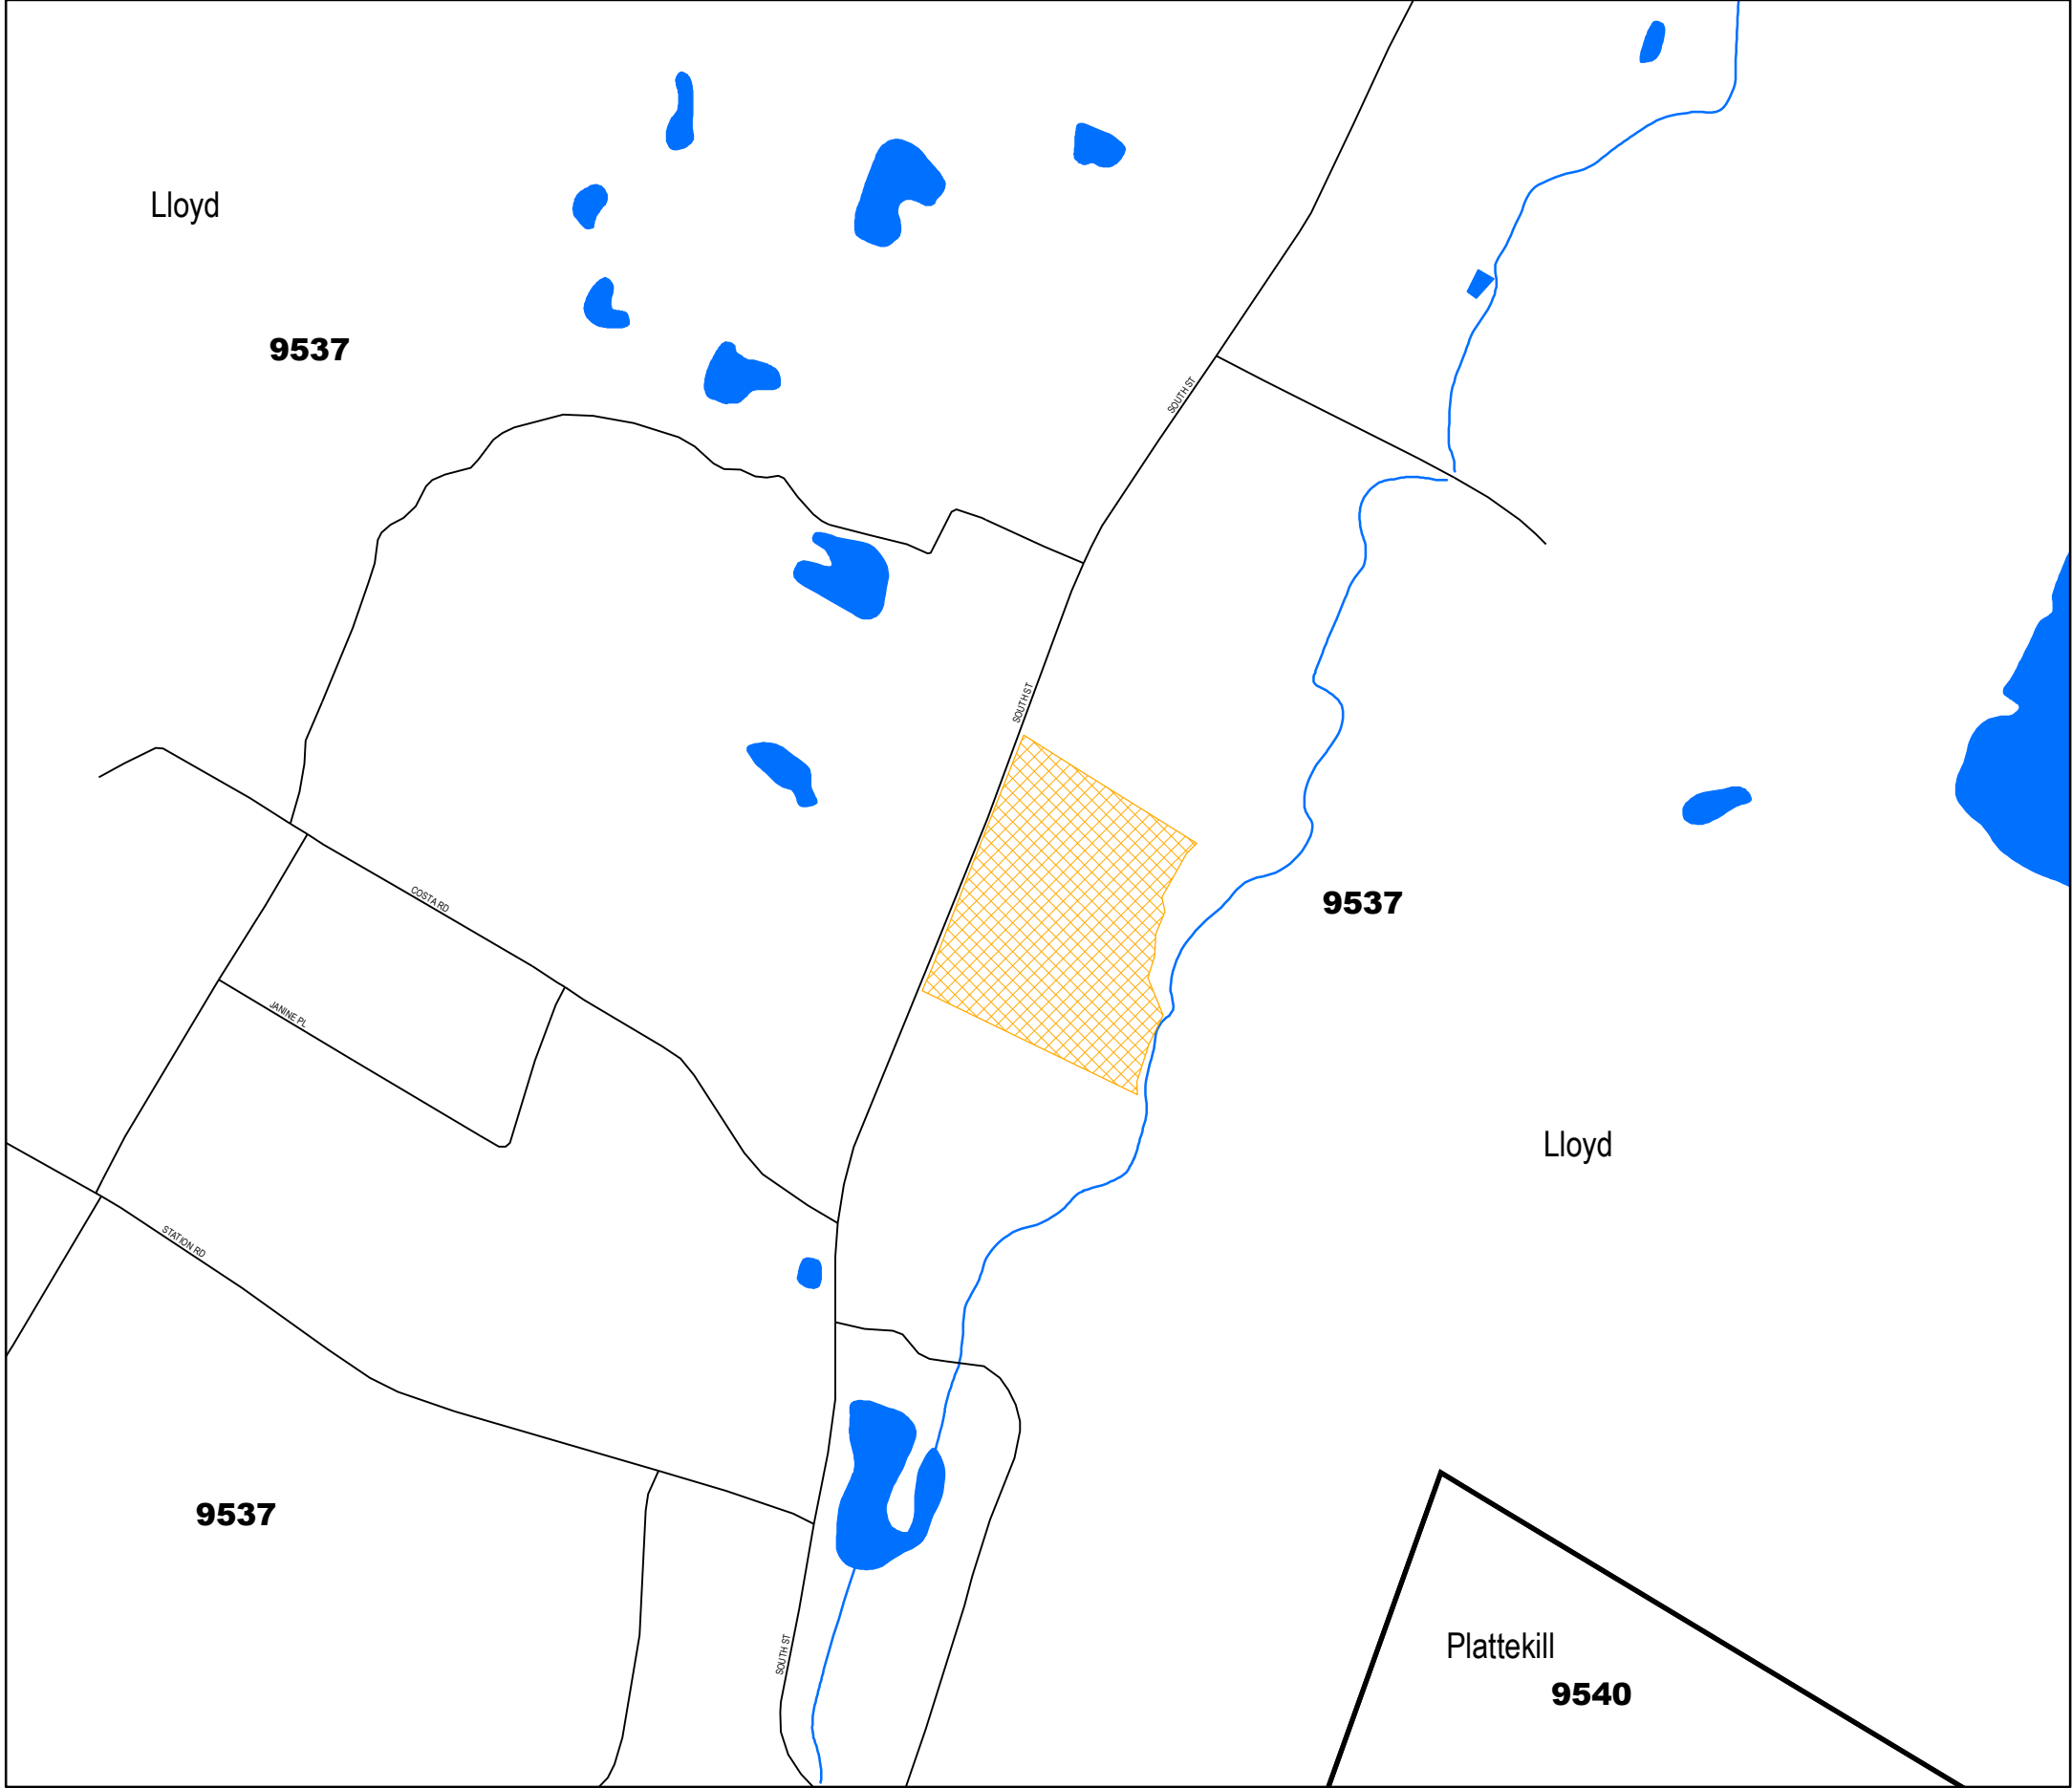 Lloyd
9537
SOUTH ST
SOUTH ST
COSTA RD
9537
JANINE PL
Lloyd
STATION RD
9537
SOUTH ST
Plattekill
9540